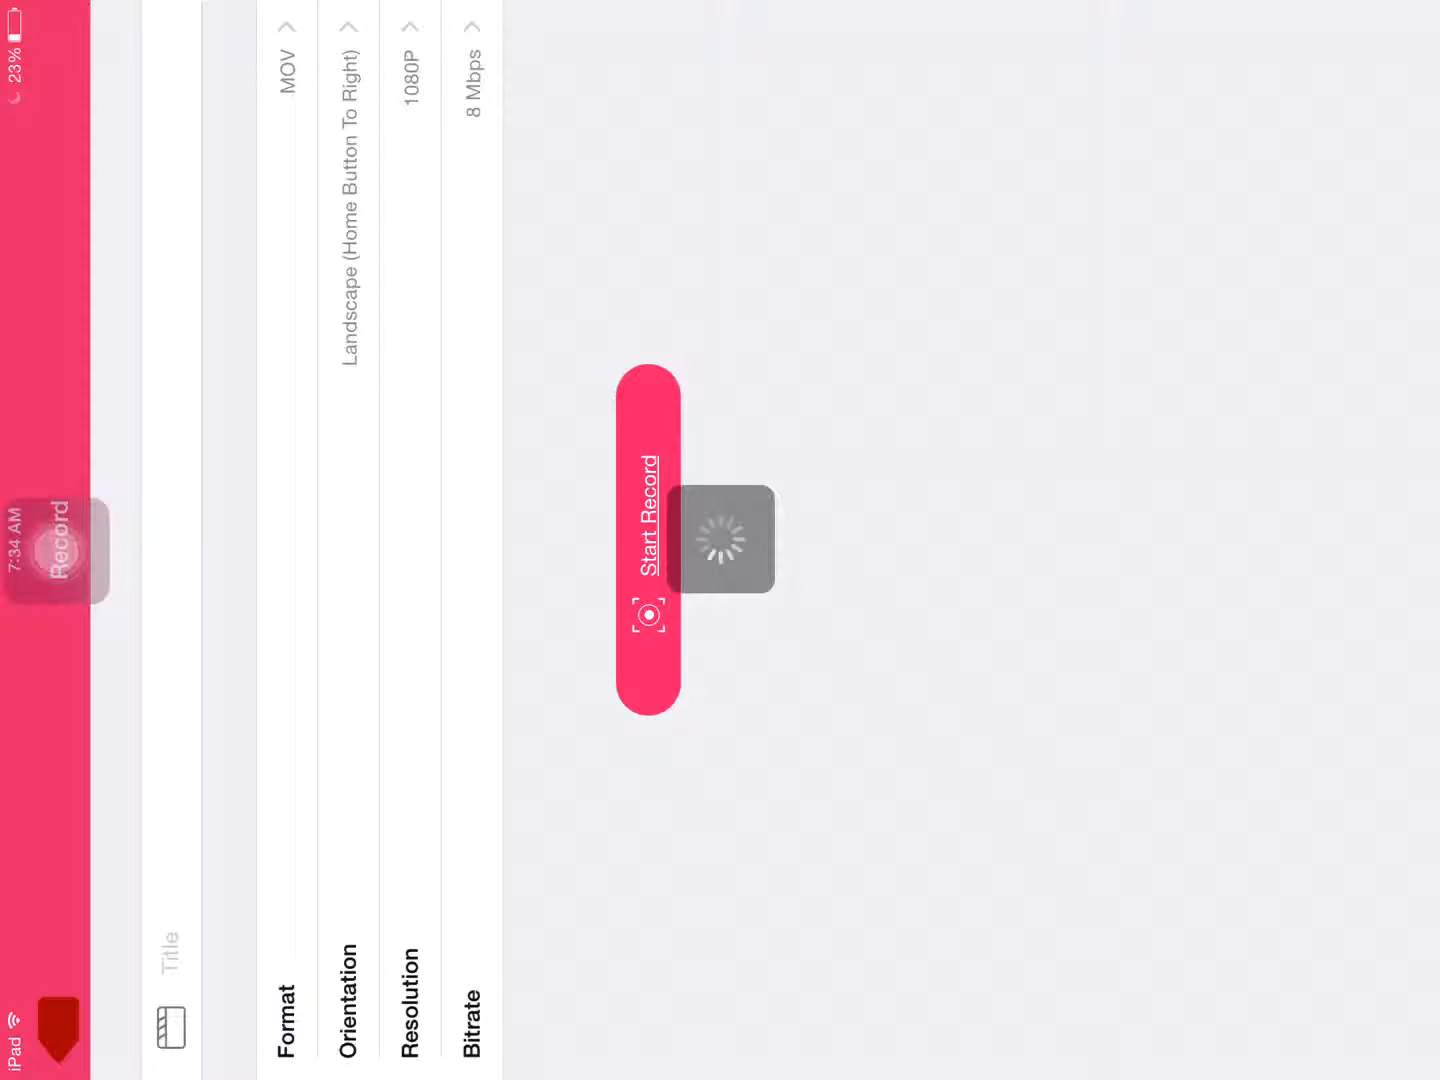 iPad 7:34 AM 23%
Record
Title
Format MOV
Orientation Landscape (Home Button To Right)
Resolution 1080P
Bitrate 8 Mbps
Start Record